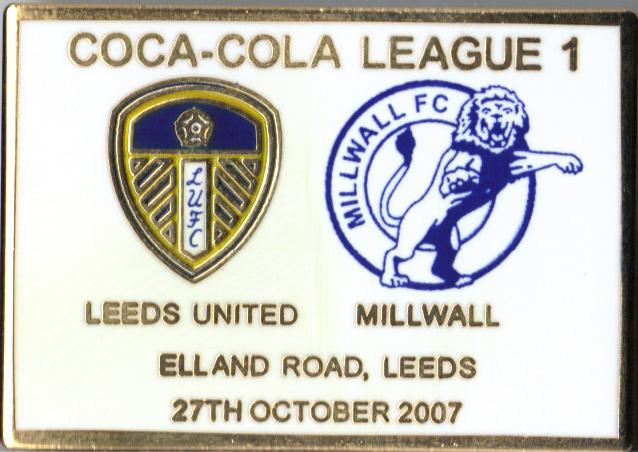 COCA-COLA LEAGUE 1
LUFC
MILLWALL FC
LEEDS UNITED
MILLWALL
ELLAND ROAD, LEEDS
27TH OCTOBER 2007